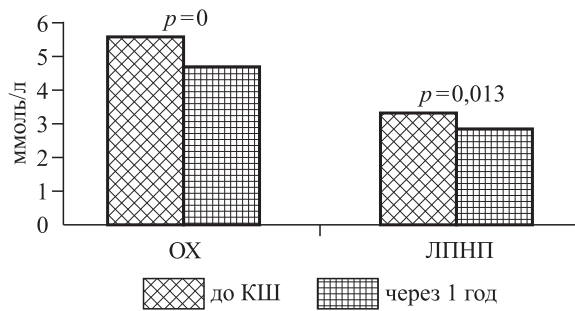 ммоль/л
6
5
4
3
2
1
0
p=0
p=0,013
ОХ
ЛПНП
до КШ
через 1 год